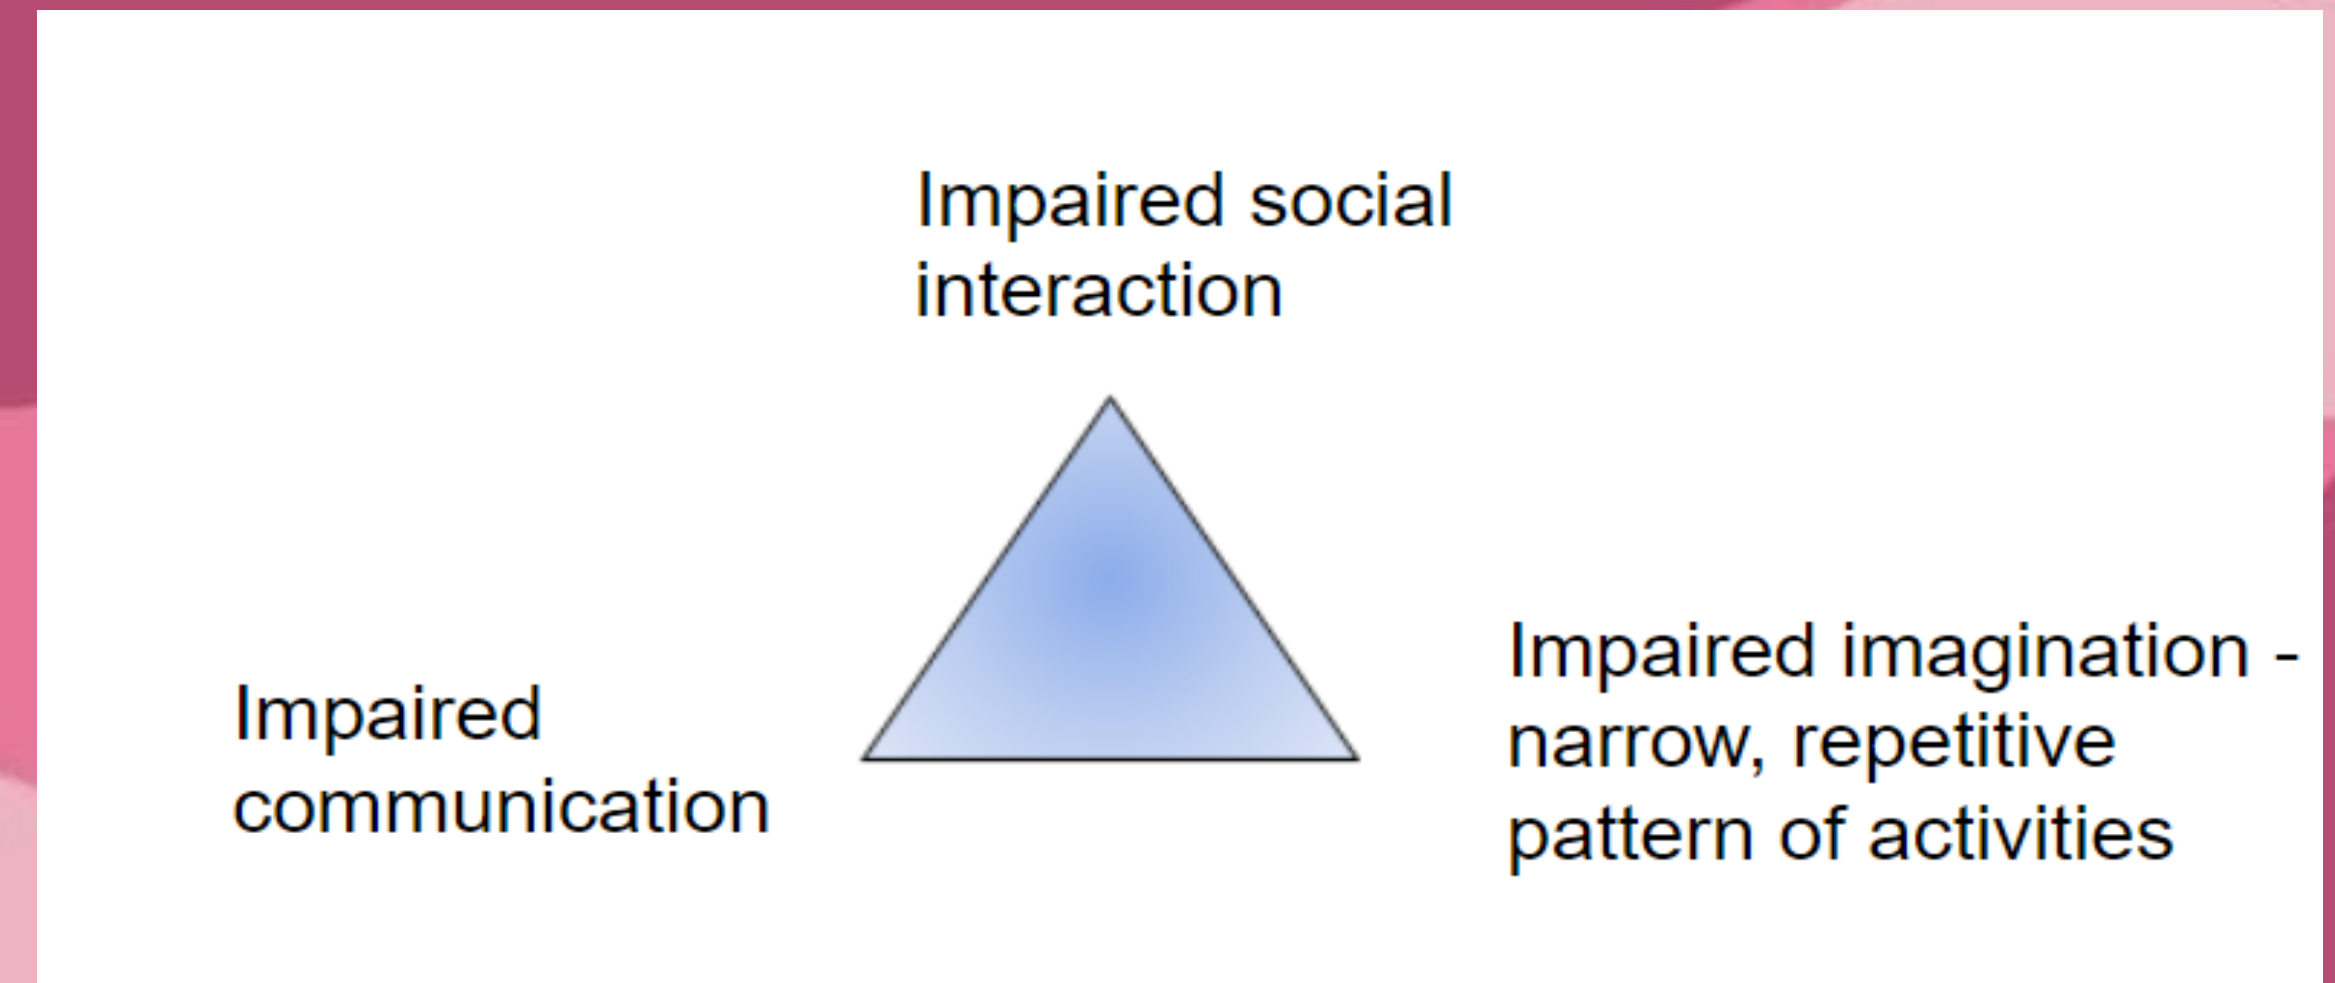 Impaired social
interaction
Impaired
communication
Impaired imagination -
narrow, repetitive
pattern of activities